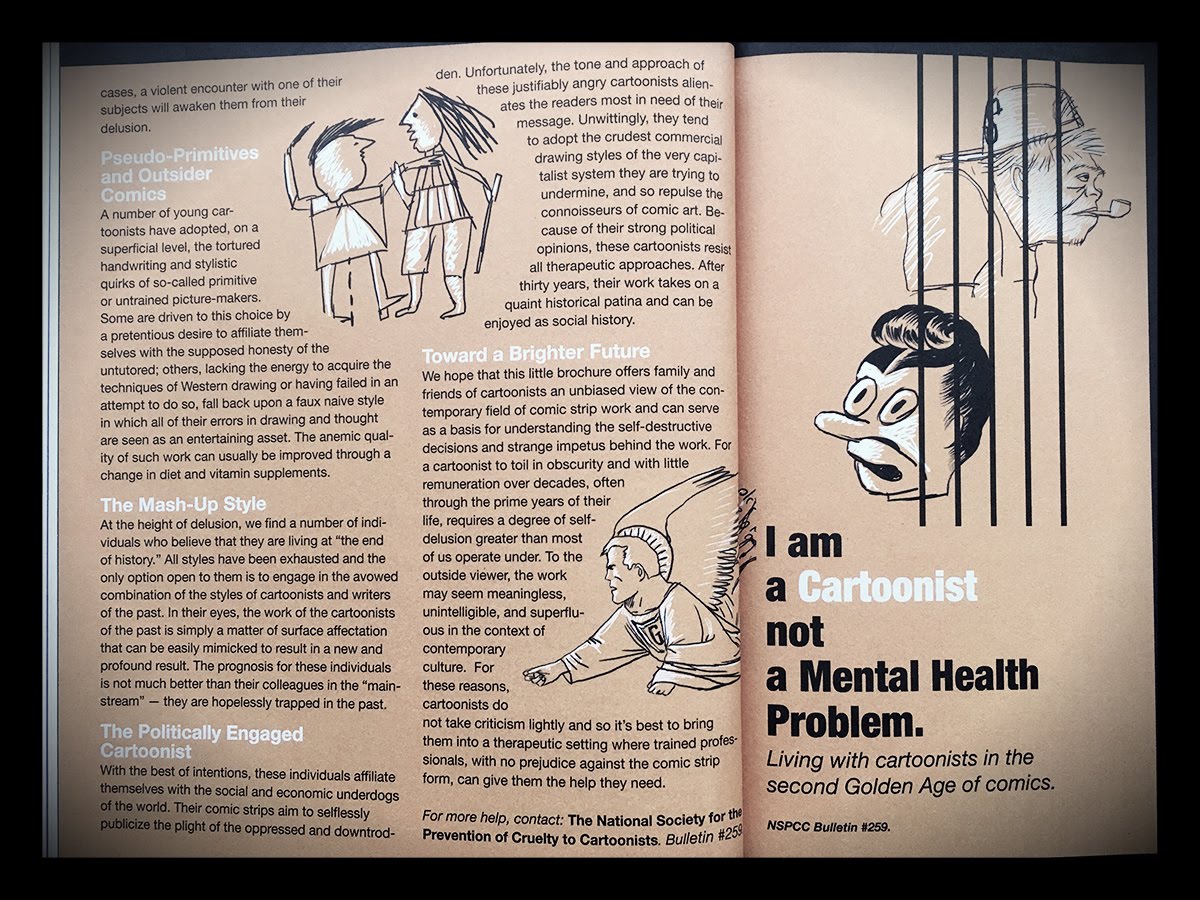 cases, a violent encounter with one of their
subjects will awaken them from their
delusion.
Pseudo-Primitives
and Outsider
Comics
A number of young car-
toonists have adopted, on a
superficial level, the tortured
handwriting and stylistic
quirks of so-called primitive
or untrained picture-makers.
Some are driven to this choice by
a pretentious desire to affiliate them-
selves with the supposed honesty of the
untutored; others, lacking the energy to acquire the
techniques of Western drawing or having failed in an
attempt to do so, fall back upon a faux naive style
in which all of their errors in drawing and thought
are seen as an entertaining asset. The anemic qual-
ity of such work can usually be improved through a
change in diet and vitamin supplements.
The Mash-Up Style
At the height of delusion, we find a number of indi-
viduals who believe that they are living at “the end
of history.” All styles have been exhausted and the
only option open to them is to engage in the avowed
combination of the styles of cartoonists and writers
of the past. In their eyes, the work of the cartoonists
of the past is simply a matter of surface affectation
that can be easily mimicked to result in a new and
profound result. The prognosis for these individuals
is not much better than their colleagues in the “main-
stream” — they are hopelessly trapped in the past.
The Politically Engaged
Cartoonist
With the best of intentions, these individuals affiliate
themselves with the social and economic underdogs
of the world. Their comic strips aim to selflessly
publicize the plight of the oppressed and downtrod-
den. Unfortunately, the tone and approach of
these justifiably angry cartoonists alien-
ates the readers most in need of their
message. Unwittingly, they tend
to adopt the crudest commercial
drawing styles of the very capi-
talist system they are trying to
undermine, and so repulse the
connoisseurs of comic art. Be-
cause of their strong political
opinions, these cartoonists resist
all therapeutic approaches. After
thirty years, their work takes on a
quaint historical patina and can be
enjoyed as social history.
Toward a Brighter Future
We hope that this little brochure offers family and
friends of cartoonists an unbiased view of the con-
temporary field of comic strip work and can serve
as a basis for understanding the self-destructive
decisions and strange impetus behind the work. For
a cartoonist to toil in obscurity and with little
remuneration over decades, often
through the prime years of their
life, requires a degree of self-
delusion greater than most
of us operate under. To the
outside viewer, the work
may seem meaningless,
unintelligible, and superflu-
ous in the context of
contemporary
culture. For
these reasons,
cartoonists do
not take criticism lightly and so it’s best to bring
them into a therapeutic setting where trained profes-
sionals, with no prejudice against the comic strip
form, can give them the help they need.
For more help, contact: The National Society for the
Prevention of Cruelty to Cartoonists. Bulletin #259
I am
a Cartoonist
not
a Mental Health
Problem.
Living with cartoonists in the
second Golden Age of comics.
NSPCC Bulletin #259.